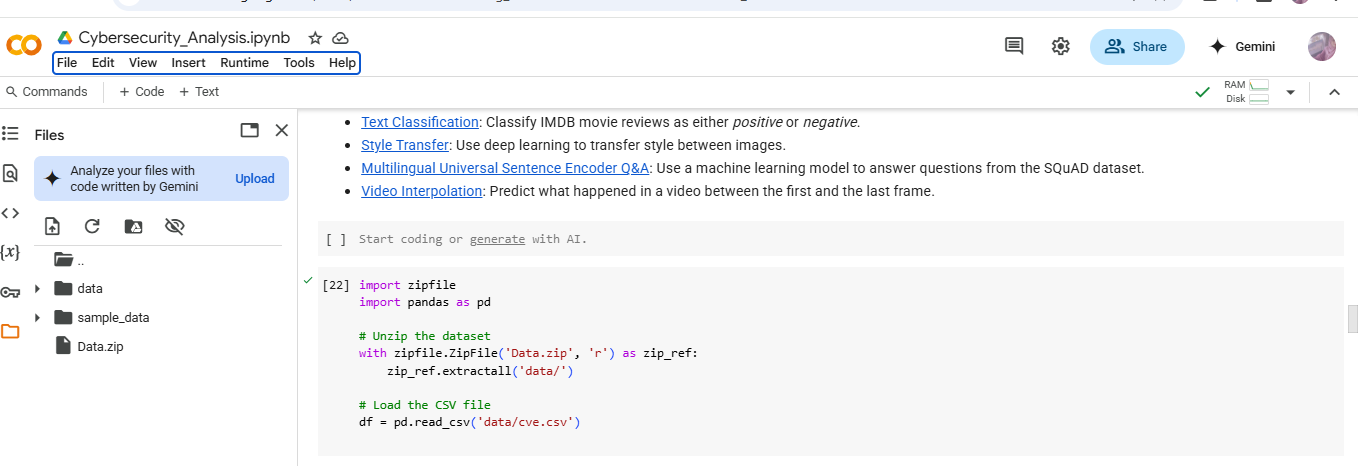 Cybersecurity_Analysis.ipynb
File Edit View Insert Runtime Tools Help
Share
Gemini
Commands + Code + Text
RAM
Disk
Files
Analyze your files with
code written by Gemini
Upload
..
data
sample_data
Data.zip
• Text Classification: Classify IMDB movie reviews as either positive or negative.
• Style Transfer: Use deep learning to transfer style between images.
• Multilingual Universal Sentence Encoder Q&A: Use a machine learning model to answer questions from the SQuAD dataset.
• Video Interpolation: Predict what happened in a video between the first and the last frame.
[ ] Start coding or generate with AI.
[22] import zipfile
import pandas as pd
# Unzip the dataset
with zipfile.ZipFile('Data.zip', 'r') as zip_ref:
    zip_ref.extractall('data/')
# Load the CSV file
df = pd.read_csv('data/cve.csv')